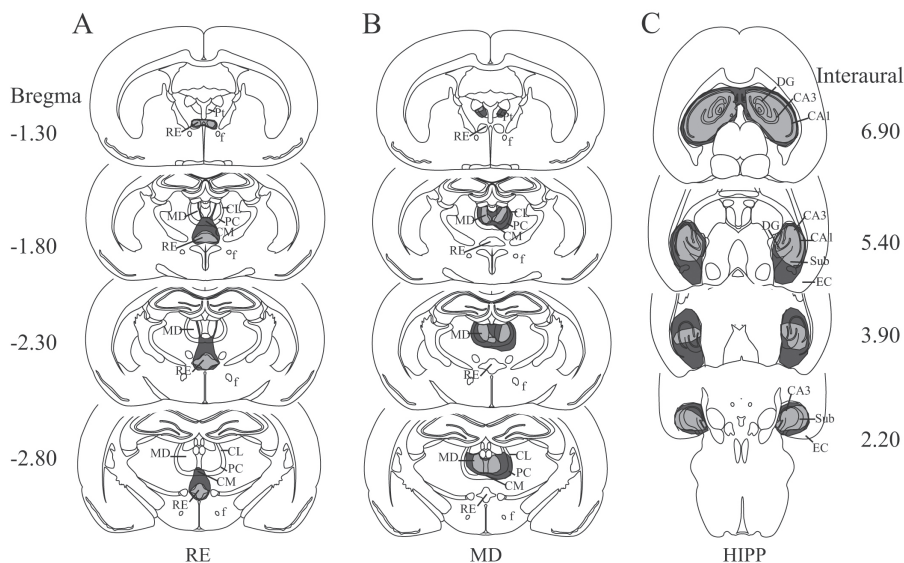 A
B
C
Bregma
Interaural
-1.30
Pt
RE
f
Pt
RE
f
DG
CA3
CA1
6.90
-1.80
MD
CL
PC
CM
RE
f
MD
CL
PC
CM
RE
f
CA3
DG
CA1
Sub
EC
5.40
-2.30
MD
RE
f
MD
RE
f
3.90
-2.80
MD
CL
PC
CM
RE
f
MD
CL
PC
CM
RE
f
CA3
Sub
EC
2.20
RE
MD
HIPP